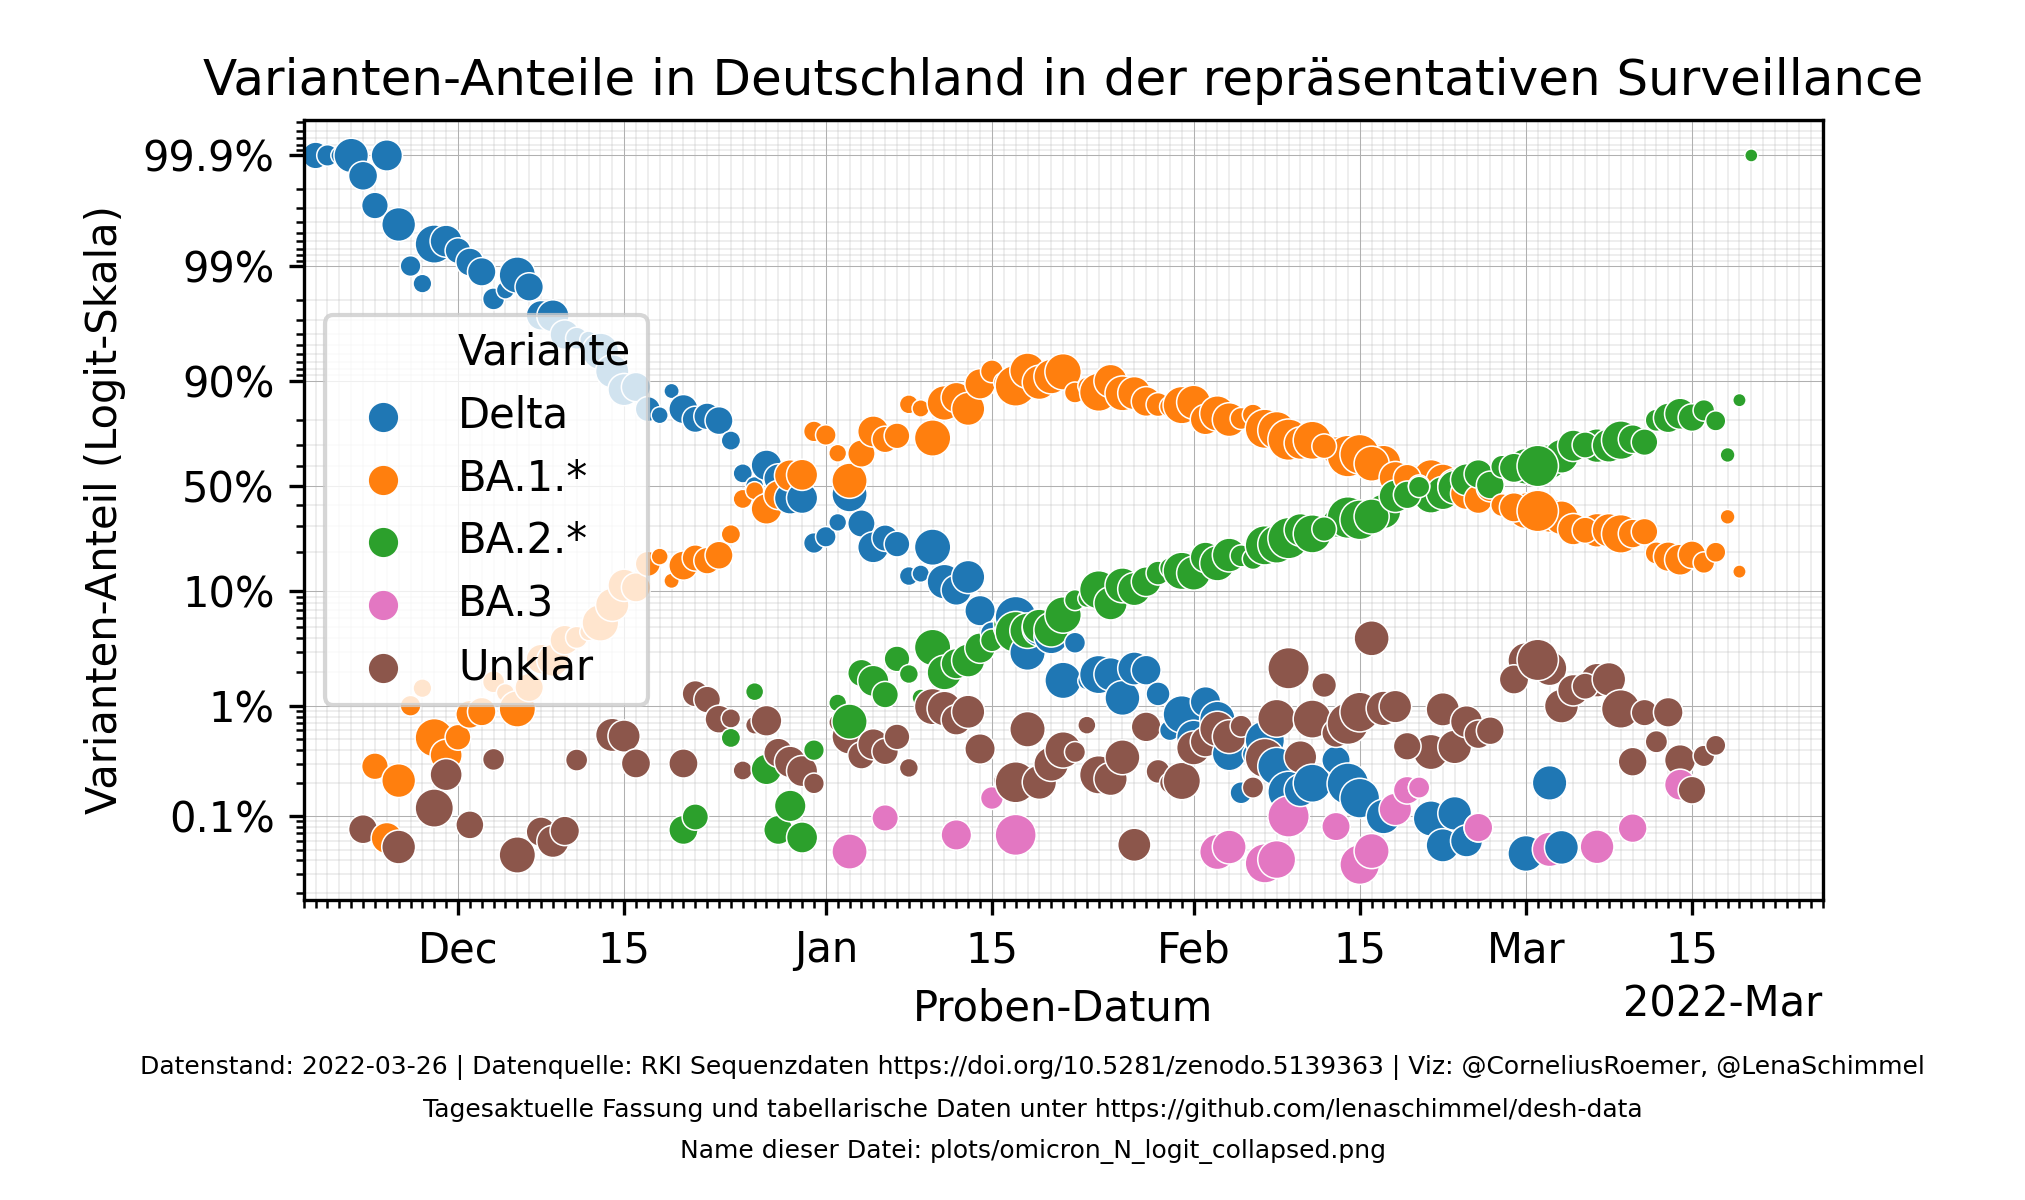 Varianten-Anteile in Deutschland in der repräsentativen Surveillance
Varianten-Anteil (Logit-Skala)
99.9%
99%
90%
50%
10%
1%
0.1%
Variante
Delta
BA.1.*
BA.2.*
BA.3
Unklar
Dec 15 Jan 15 Feb 15 Mar 15
Proben-Datum
2022-Mar
Datenstand: 2022-03-26 | Datenquelle: RKI Sequenzdaten https://doi.org/10.5281/zenodo.5139363 | Viz: @CorneliusRoemer, @LenaSchimmel
Tagesaktuelle Fassung und tabellarische Daten unter https://github.com/lenaschimmel/desh-data
Name dieser Datei: plots/omicron_N_logit_collapsed.png